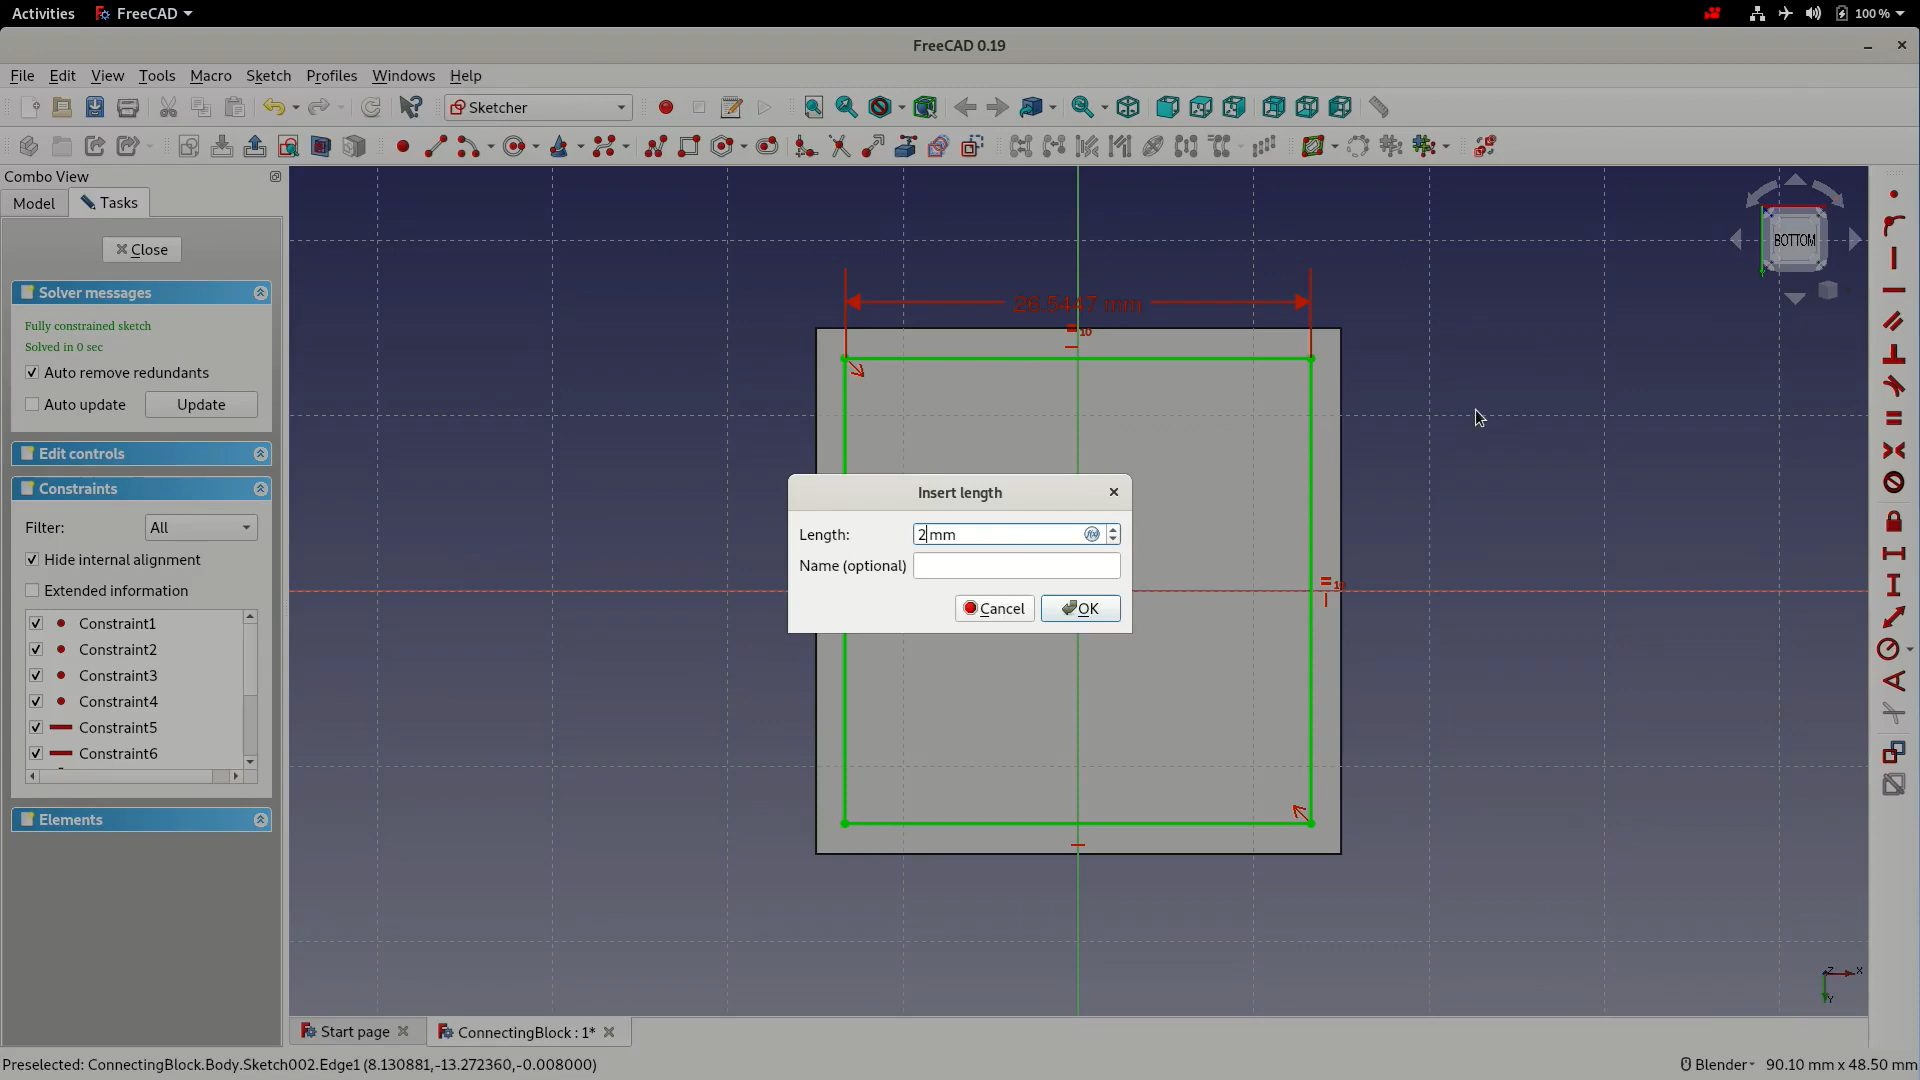 Activities FreeCAD 100 %
FreeCAD 0.19
File Edit View Tools Macro Sketch Profiles Windows Help
Sketcher
Combo View
Model Tasks
Close
Solver messages
Fully constrained sketch
Solved in 0 sec
Auto remove redundants
Auto update Update
Edit controls
Constraints
Filter: All
Hide internal alignment
Extended information
Constraint1
Constraint2
Constraint3
Constraint4
Constraint5
Constraint6
Elements
BOTTOM
26.5447 mm
10
Insert length
Length: 2 mm
Name (optional)
Cancel OK
10
Z X
Y
Start page ConnectingBlock : 1*
Preselected: ConnectingBlock.Body.Sketch002.Edge1 (8.130881,-13.272360,-0.008000) Blender 90.10 mm x 48.50 mm